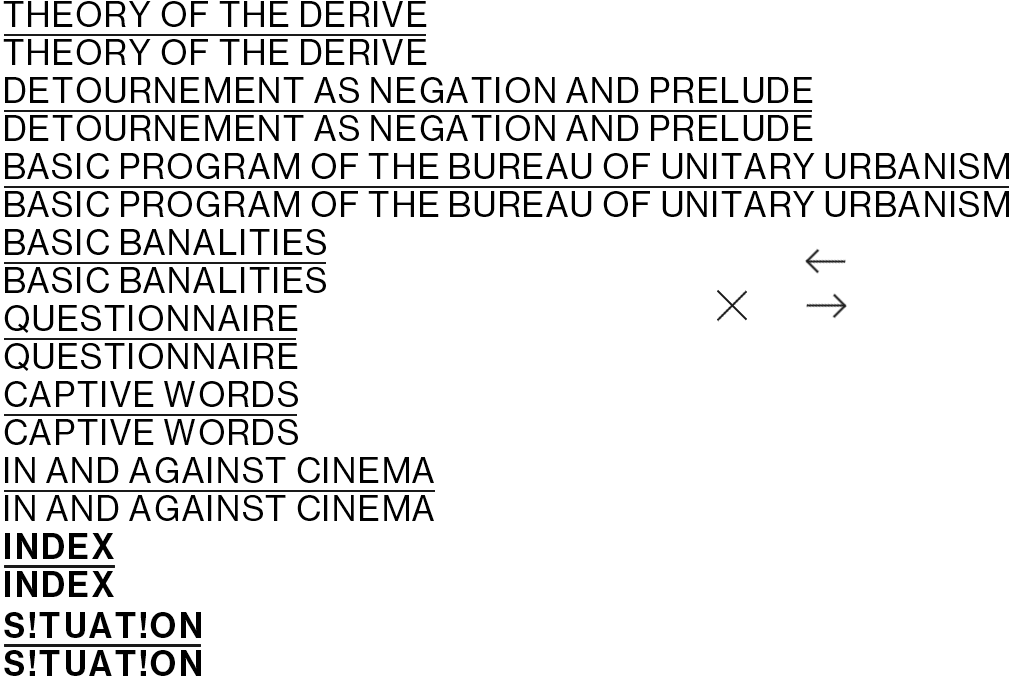 THEORY OF THE DERIVE
THEORY OF THE DERIVE
DETOURNEMENT AS NEGATION AND PRELUDE
DETOURNEMENT AS NEGATION AND PRELUDE
BASIC PROGRAM OF THE BUREAU OF UNITARY URBANISM
BASIC PROGRAM OF THE BUREAU OF UNITARY URBANISM
BASIC BANALITIES
BASIC BANALITIES
QUESTIONNAIRE
QUESTIONNAIRE
CAPTIVE WORDS
CAPTIVE WORDS
IN AND AGAINST CINEMA
IN AND AGAINST CINEMA
INDEX
INDEX
S!TUAT!ON
S!TUAT!ON